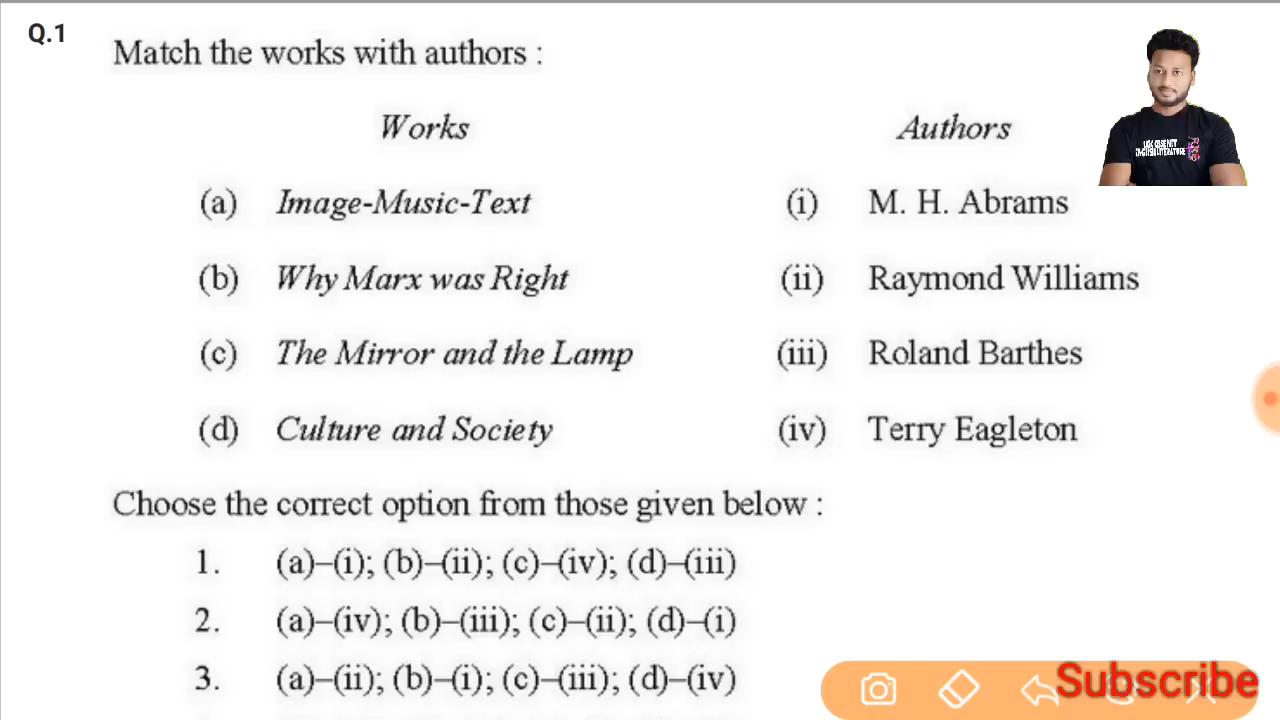 Q.1
Match the works with authors :
Works Authors
(a) Image-Music-Text (i) M. H. Abrams
(b) Why Marx was Right (ii) Raymond Williams
(c) The Mirror and the Lamp (iii) Roland Barthes
(d) Culture and Society (iv) Terry Eagleton
Choose the correct option from those given below :
1. (a)–(i); (b)–(ii); (c)–(iv); (d)–(iii)
2. (a)–(iv); (b)–(iii); (c)–(ii); (d)–(i)
3. (a)–(ii); (b)–(i); (c)–(iii); (d)–(iv)
Subscribe